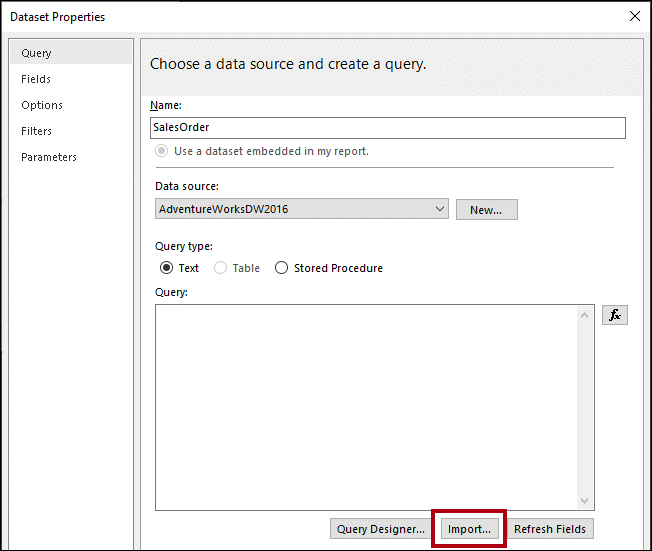 Dataset Properties
Query
Fields
Options
Filters
Parameters
Choose a data source and create a query.
Name:
SalesOrder
Use a dataset embedded in my report.
Data source:
AdventureWorksDW2016
New...
Query type:
Text Table Stored Procedure
Query:
fx
Query Designer... Import... Refresh Fields